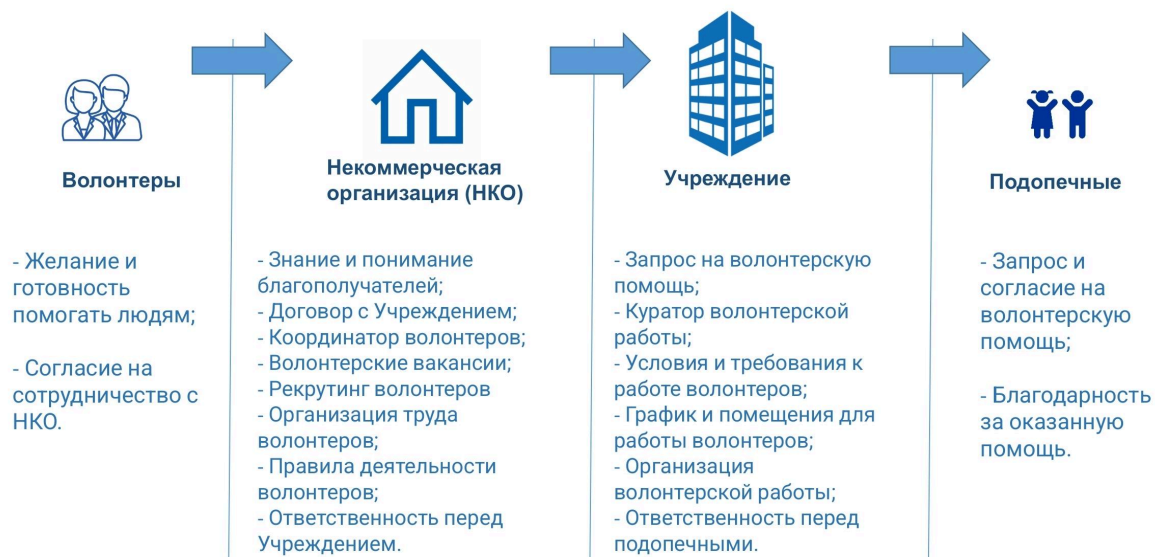 Волонтеры
- Желание и
готовность
помогать людям;
- Согласие на
сотрудничество с
НКО.
Некоммерческая
организация (НКО)
- Знание и понимание
благополучателей;
- Договор с Учреждением;
- Координатор волонтеров;
- Волонтерские вакансии;
- Рекрутинг волонтеров
- Организация труда
волонтеров;
- Правила деятельности
волонтеров;
- Ответственность перед
Учреждением.
Учреждение
- Запрос на волонтерскую
помощь;
- Куратор волонтерской
работы;
- Условия и требования к
работе волонтеров;
- График и помещения для
работы волонтеров;
- Организация
волонтерской работы;
- Ответственность перед
подопечными.
Подопечные
- Запрос и
согласие на
волонтерскую
помощь;
- Благодарность
за оказанную
помощь.